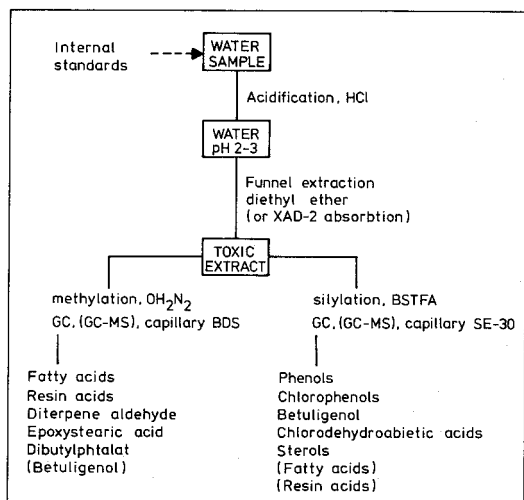 Internal
standards
WATER
SAMPLE
Acidification, HCl
WATER
pH 2-3
Funnel extraction
diethyl ether
(or XAD-2 absorbtion)
TOXIC
EXTRACT
methylation, OH₂N₂
GC, (GC-MS), capillary BDS
Fatty acids
Resin acids
Diterpene aldehyde
Epoxystearic acid
Dibutylphtalat
(Betuligenol)
silylation, BSTFA
GC, (GC-MS), capillary SE-30
Phenols
Chlorophenols
Betuligenol
Chlorodehydroabietic acids
Sterols
(Fatty acids)
(Resin acids)